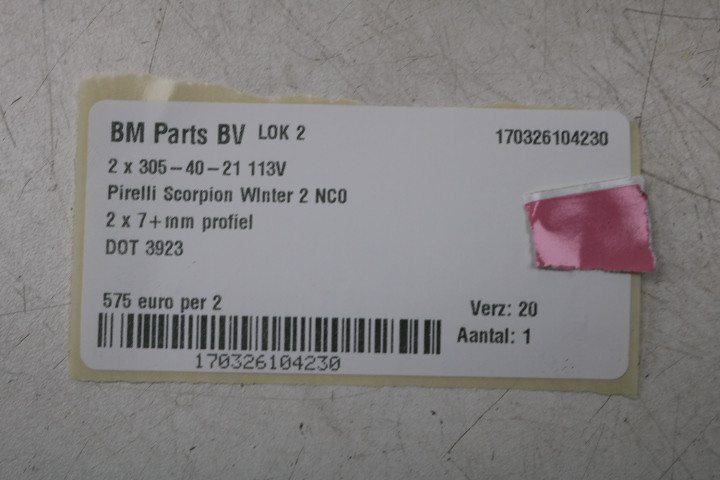 BM Parts BV LOK 2 170326104230
2 x 305-40-21 113V
Pirelli Scorpion WInter 2 NC0
2 x 7+mm profiel
DOT 3923
575 euro per 2
Verz: 20
Aantal: 1
170326104230